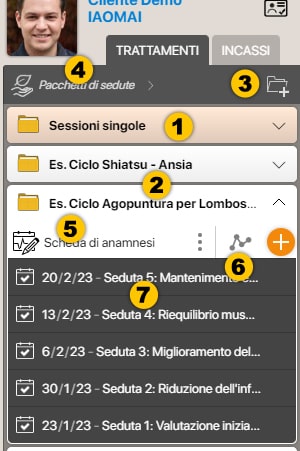 Cliente Demo
IAOMAI
TRATTAMENTI INCASSI
4
Pacchetti di sedute
3
Sessioni singole 1
Es. Ciclo Shiatsu - Ansia
2
Es. Ciclo Agopuntura per Lombos...
5
Scheda di anamnesi
6
20/2/23 - Seduta 5: Mantenimento e...
7
13/2/23 - Seduta 4: Riequilibrio mus...
6/2/23 - Seduta 3: Miglioramento del...
30/1/23 - Seduta 2: Riduzione dell'inf...
23/1/23 - Seduta 1: Valutazione inizia...